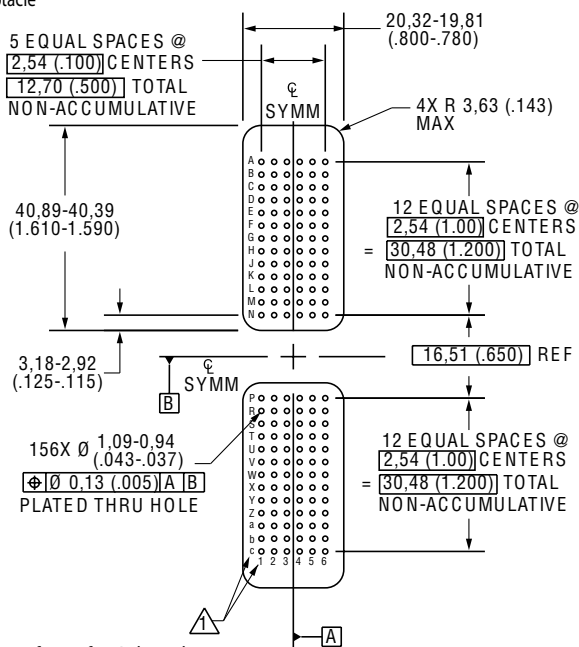 20,32-19,81
(.800-.780)
5 EQUAL SPACES @
2,54 (.100) CENTERS
12,70 (.500) TOTAL
NON-ACCUMULATIVE
℄
SYMM
4X R 3,63 (.143)
MAX
40,89-40,39
(1.610-1.590)
A
B
C
D
E
F
G
H
J
K
L
M
N
12 EQUAL SPACES @
2,54 (1.00) CENTERS
= 30,48 (1.200) TOTAL
NON-ACCUMULATIVE
3,18-2,92
(.125-.115)
℄
SYMM
B
16,51 (.650) REF
156X Ø 1,09-0,94
(.043-.037)
⌖ Ø 0,13 (.005) A B
PLATED THRU HOLE
P
R
S
T
U
V
W
X
Y
Z
a
b
c
1 2 3 4 5 6
12 EQUAL SPACES @
2,54 (1.00) CENTERS
= 30,48 (1.200) TOTAL
NON-ACCUMULATIVE
1
A